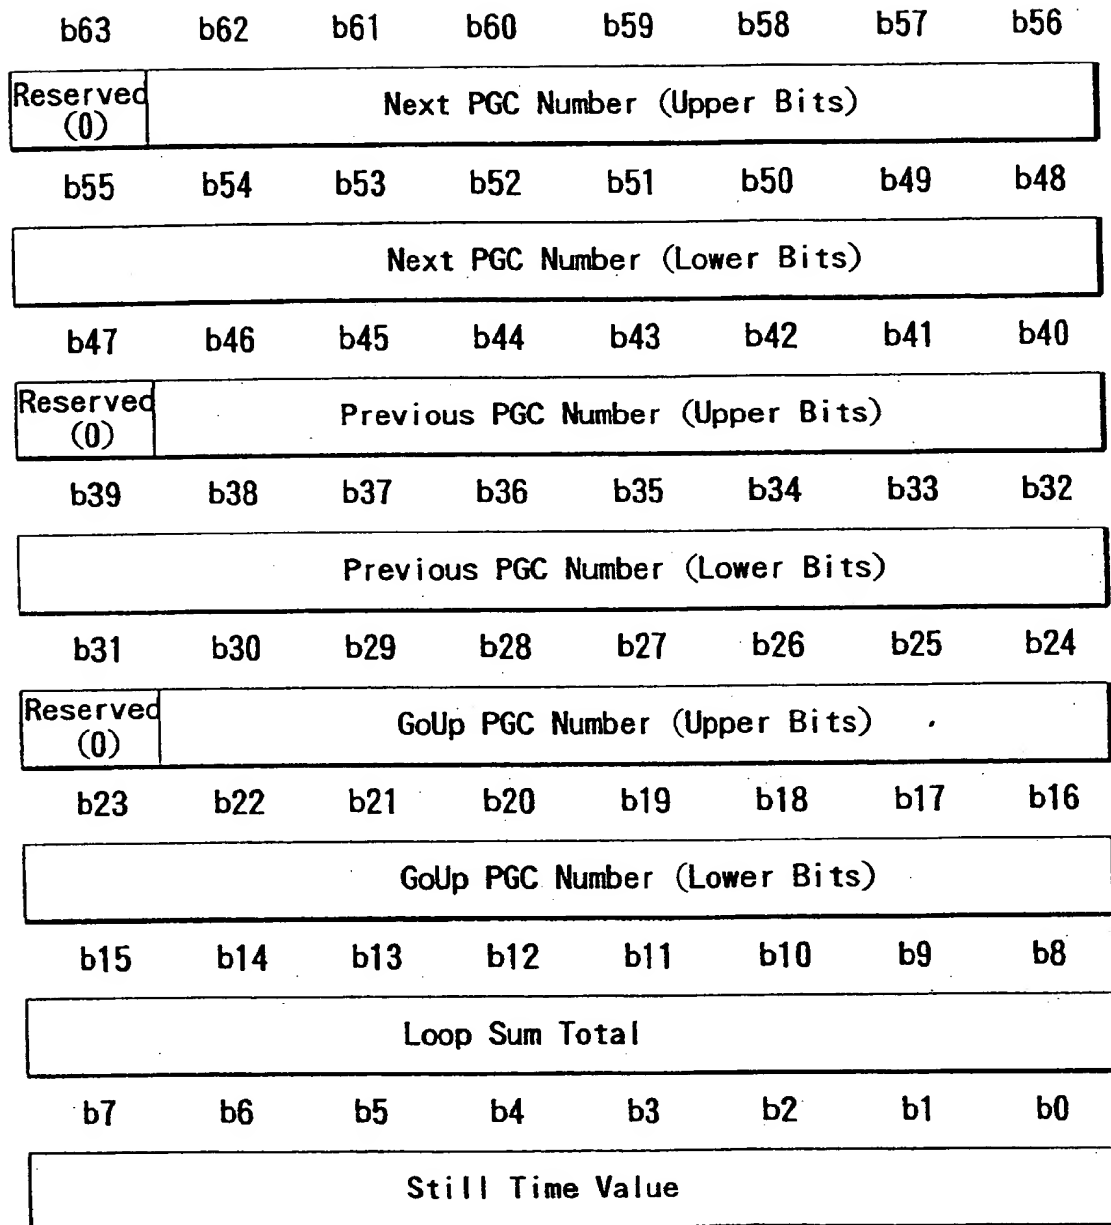 b63 b62 b61 b60 b59 b58 b57 b56
Reserved Next PGC Number (Upper Bits)
(0)
b55 b54 b53 b52 b51 b50 b49 b48
Next PGC Number (Lower Bits)
b47 b46 b45 b44 b43 b42 b41 b40
Reserved Previous PGC Number (Upper Bits)
(0)
b39 b38 b37 b36 b35 b34 b33 b32
Previous PGC Number (Lower Bits)
b31 b30 b29 b28 b27 b26 b25 b24
Reserved GoUp PGC Number (Upper Bits)
(0)
b23 b22 b21 b20 b19 b18 b17 b16
GoUp PGC Number (Lower Bits)
b15 b14 b13 b12 b11 b10 b9 b8
Loop Sum Total
b7 b6 b5 b4 b3 b2 b1 b0
Still Time Value